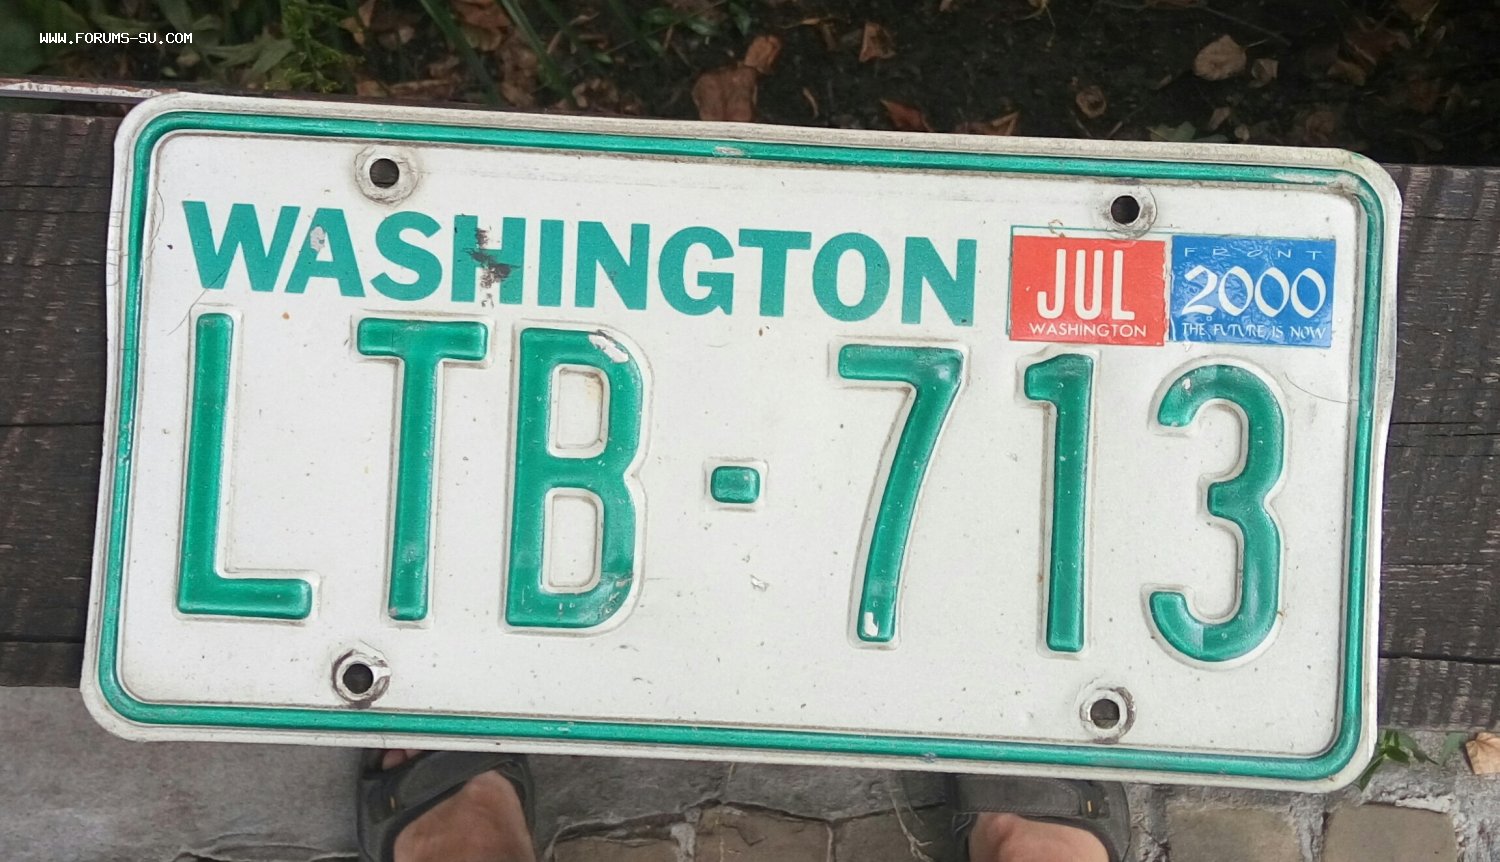 WWW.FORUMS-SU.COM
WASHINGTON
JUL
WASHINGTON
FRONT
2000
THE FUTURE IS NOW
LTB-713